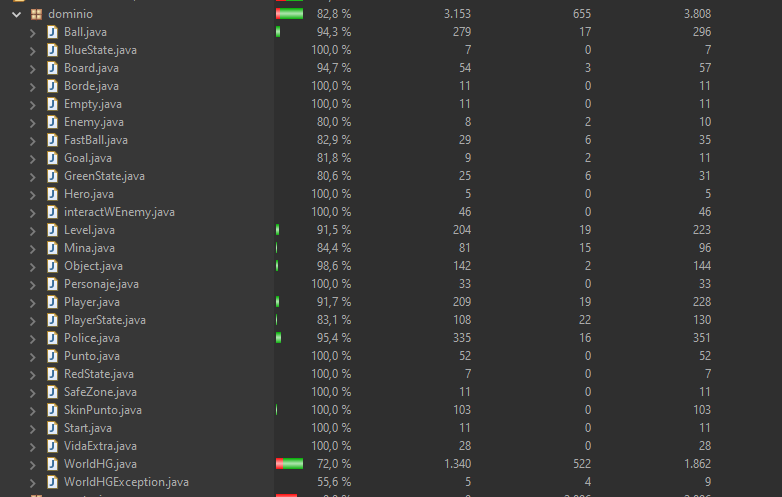 dominio 82,8 % 3.153 655 3.808
Ball.java 94,3 % 279 17 296
BlueState.java 100,0 % 7 0 7
Board.java 94,7 % 54 3 57
Borde.java 100,0 % 11 0 11
Empty.java 100,0 % 11 0 11
Enemy.java 80,0 % 8 2 10
FastBall.java 82,9 % 29 6 35
Goal.java 81,8 % 9 2 11
GreenState.java 80,6 % 25 6 31
Hero.java 100,0 % 5 0 5
interactWEnemy.java 100,0 % 46 0 46
Level.java 91,5 % 204 19 223
Mina.java 84,4 % 81 15 96
Object.java 98,6 % 142 2 144
Personaje.java 100,0 % 33 0 33
Player.java 91,7 % 209 19 228
PlayerState.java 83,1 % 108 22 130
Police.java 95,4 % 335 16 351
Punto.java 100,0 % 52 0 52
RedState.java 100,0 % 7 0 7
SafeZone.java 100,0 % 11 0 11
SkinPunto.java 100,0 % 103 0 103
Start.java 100,0 % 11 0 11
VidaExtra.java 100,0 % 28 0 28
WorldHG.java 72,0 % 1.340 522 1.862
WorldHGException.java 55,6 % 5 4 9